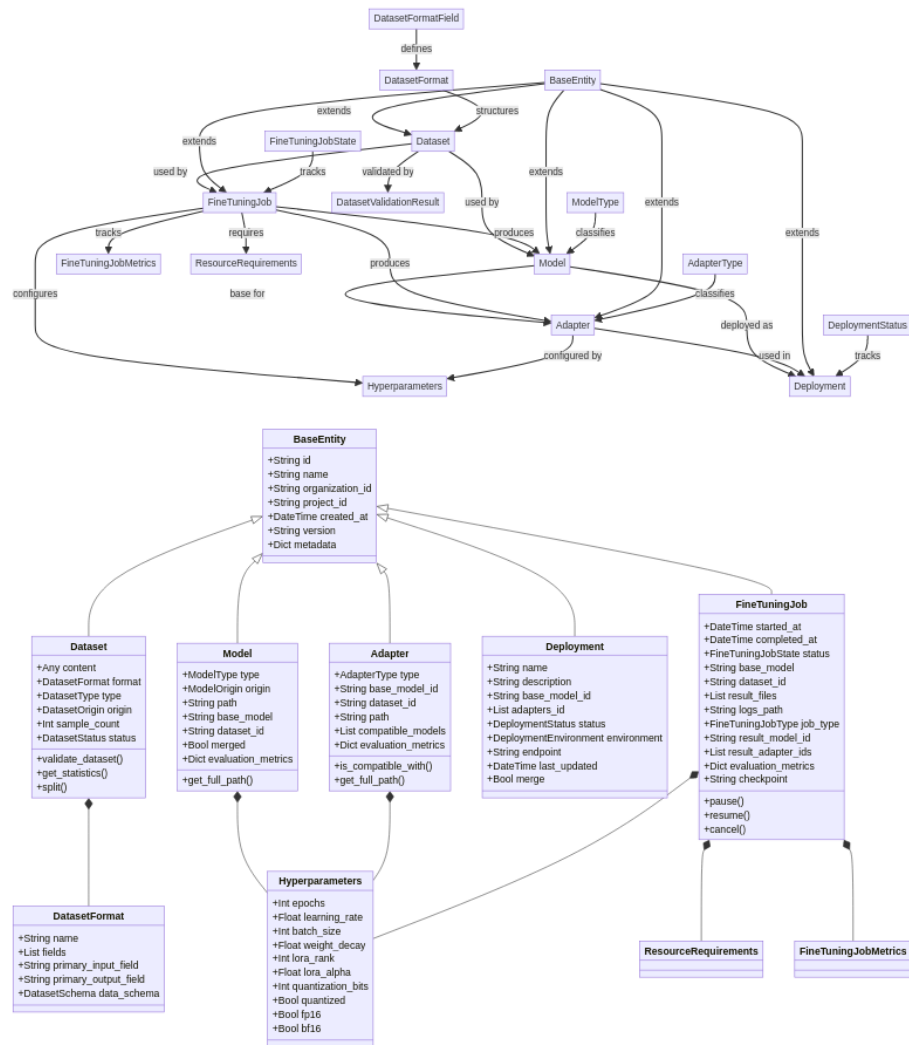 DatasetFormatField
defines
DatasetFormat
BaseEntity
extends
structures
extends
FineTuningJobState
Dataset
used by
tracks
validated by
extends
FineTuningJob
DatasetValidationResult
used by
ModelType
extends
tracks
requires
produces
classifies
extends
FineTuningJobMetrics
ResourceRequirements
produces
Model
AdapterType
configures
base for
classifies
Adapter
deployed as
DeploymentStatus
configured by
used in
tracks
Hyperparameters
Deployment
BaseEntity
+String id
+String name
+String organization_id
+String project_id
+DateTime created_at
+String version
+Dict metadata
Dataset
+Any content
+DatasetFormat format
+DatasetType type
+DatasetOrigin origin
+Int sample_count
+DatasetStatus status
+validate_dataset()
+get_statistics()
+split()
Model
+ModelType type
+ModelOrigin origin
+String path
+String base_model
+String dataset_id
+Bool merged
+Dict evaluation_metrics
+get_full_path()
Adapter
+AdapterType type
+String base_model_id
+String dataset_id
+String path
+List compatible_models
+Dict evaluation_metrics
+is_compatible_with()
+get_full_path()
Deployment
+String name
+String description
+String base_model_id
+List adapters_id
+DeploymentStatus status
+DeploymentEnvironment environment
+String endpoint
+DateTime last_updated
+Bool merge
FineTuningJob
+DateTime started_at
+DateTime completed_at
+FineTuningJobState status
+String base_model
+String dataset_id
+List result_files
+String logs_path
+FineTuningJobType job_type
+String result_model_id
+List result_adapter_ids
+Dict evaluation_metrics
+String checkpoint
+pause()
+resume()
+cancel()
DatasetFormat
+String name
+List fields
+String primary_input_field
+String primary_output_field
+DatasetSchema data_schema
Hyperparameters
+Int epochs
+Float learning_rate
+Int batch_size
+Float weight_decay
+Int lora_rank
+Float lora_alpha
+Int quantization_bits
+Bool quantized
+Bool fp16
+Bool bf16
ResourceRequirements
FineTuningJobMetrics